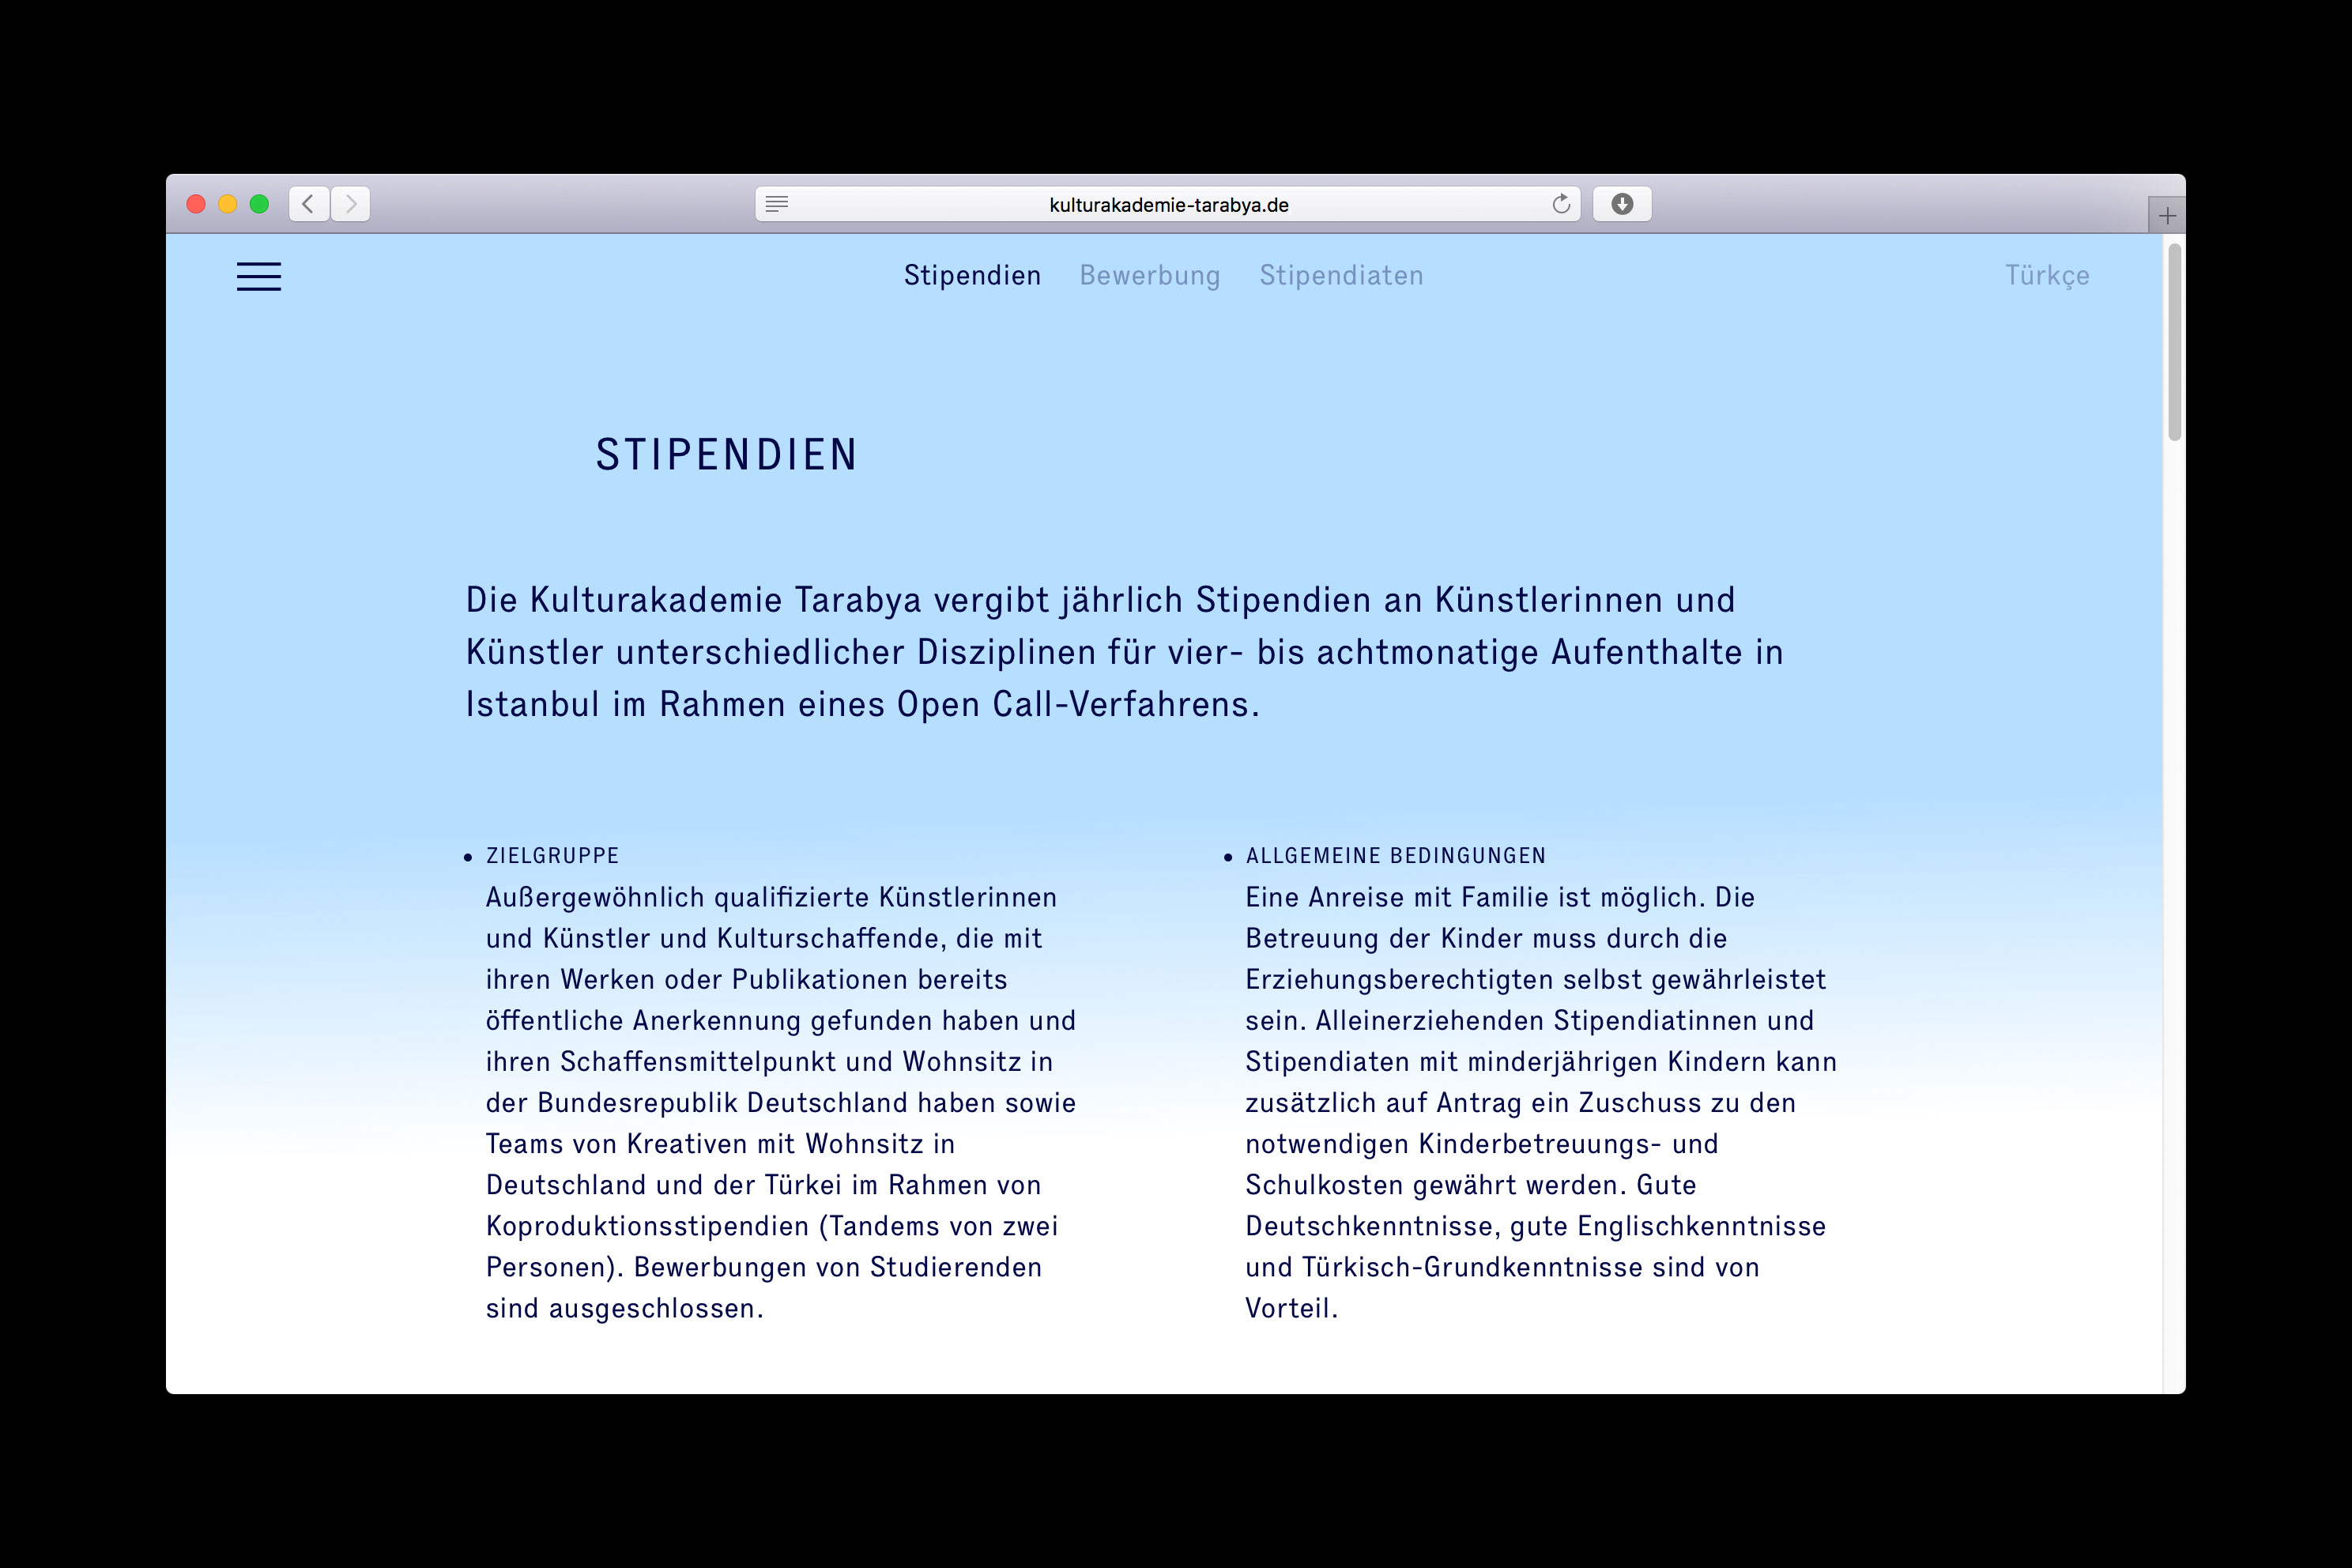 kulturakademie-tarabya.de
Stipendien Bewerbung Stipendiaten Türkçe
STIPENDIEN
Die Kulturakademie Tarabya vergibt jährlich Stipendien an Künstlerinnen und
Künstler unterschiedlicher Disziplinen für vier- bis achtmonatige Aufenthalte in
Istanbul im Rahmen eines Open Call-Verfahrens.
• ZIELGRUPPE
Außergewöhnlich qualifizierte Künstlerinnen
und Künstler und Kulturschaffende, die mit
ihren Werken oder Publikationen bereits
öffentliche Anerkennung gefunden haben und
ihren Schaffensmittelpunkt und Wohnsitz in
der Bundesrepublik Deutschland haben sowie
Teams von Kreativen mit Wohnsitz in
Deutschland und der Türkei im Rahmen von
Koproduktionsstipendien (Tandems von zwei
Personen). Bewerbungen von Studierenden
sind ausgeschlossen.
• ALLGEMEINE BEDINGUNGEN
Eine Anreise mit Familie ist möglich. Die
Betreuung der Kinder muss durch die
Erziehungsberechtigten selbst gewährleistet
sein. Alleinerziehenden Stipendiatinnen und
Stipendiaten mit minderjährigen Kindern kann
zusätzlich auf Antrag ein Zuschuss zu den
notwendigen Kinderbetreuungs- und
Schulkosten gewährt werden. Gute
Deutschkenntnisse, gute Englischkenntnisse
und Türkisch-Grundkenntnisse sind von
Vorteil.